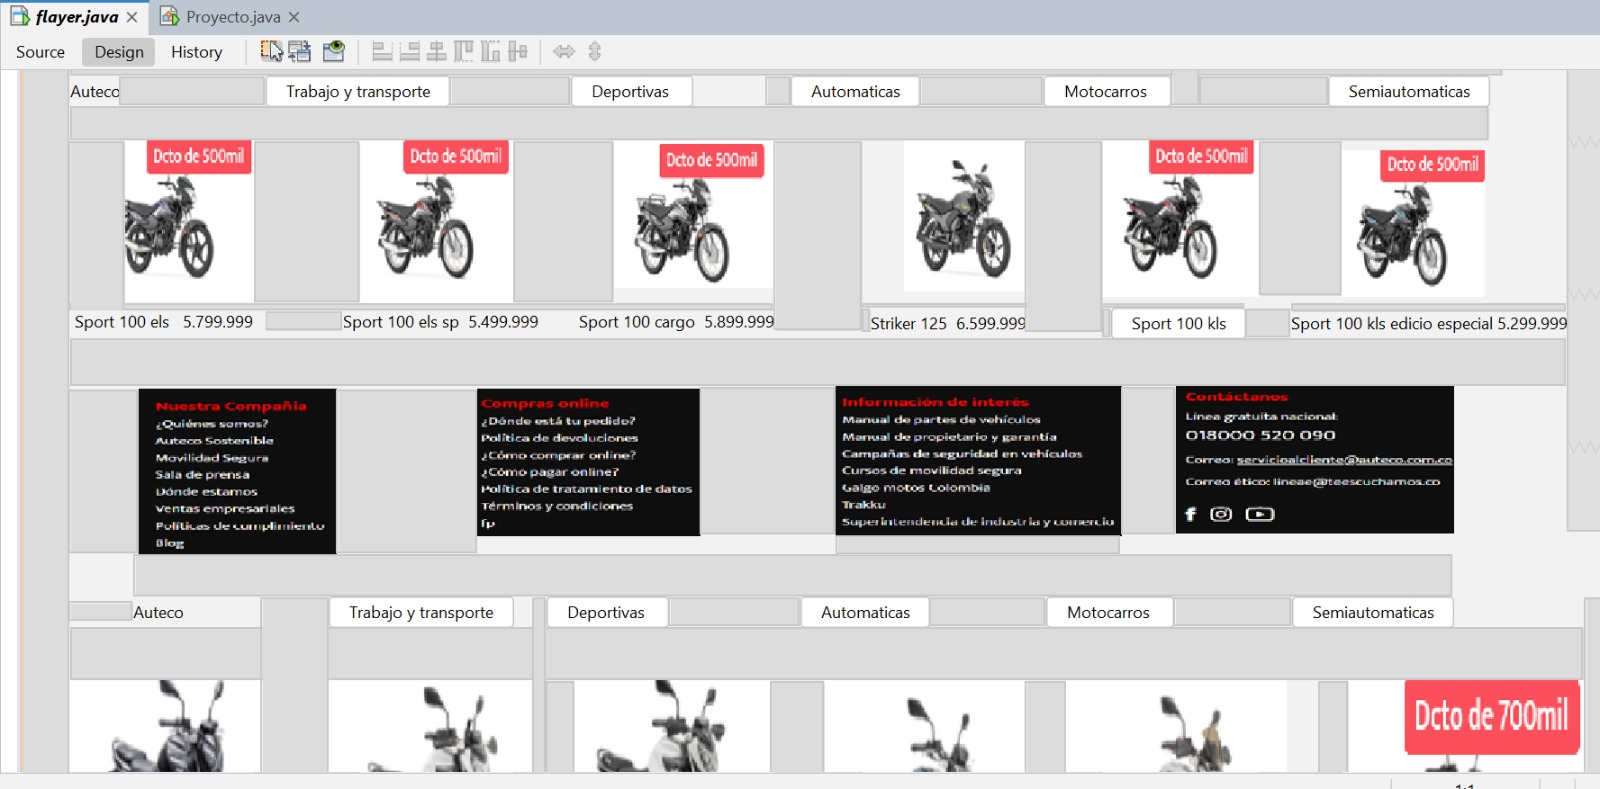 flayer.java
Proyecto.java
Source
Design
History
Auteco
Trabajo y transporte
Deportivas
Automaticas
Motocarros
Semiautomaticas
Dcto de 500mil
Dcto de 500mil
Dcto de 500mil
Dcto de 500mil
Dcto de 500mil
Sport 100 els 5.799.999
Sport 100 els sp 5.499.999
Sport 100 cargo 5.899.999
Striker 125 6.599.999
Sport 100 kls
Sport 100 kls edicio especial 5.299.999
Nuestra Compañia
¿Quiénes somos?
Auteco Sostenible
Movilidad Segura
Sala de prensa
Dónde estamos
Ventas empresariales
Políticas de cumplimiento
Blog
Compras online
¿Dónde está tu pedido?
Política de devoluciones
¿Cómo comprar online?
¿Cómo pagar online?
Política de tratamiento de datos
Términos y condiciones
fp
Información de interés
Manual de partes de vehículos
Manual de propietario y garantía
Campañas de seguridad en vehículos
Cursos de movilidad segura
Galgo motos Colombia
Trakku
Superintendencia de industria y comercio
Contáctanos
Línea gratuita nacional:
018000 520 090
Correo: servicioalcliente@auteco.com.co
Correo ético: lineae@teescuchamos.co
Auteco
Trabajo y transporte
Deportivas
Automaticas
Motocarros
Semiautomaticas
Dcto de 700mil